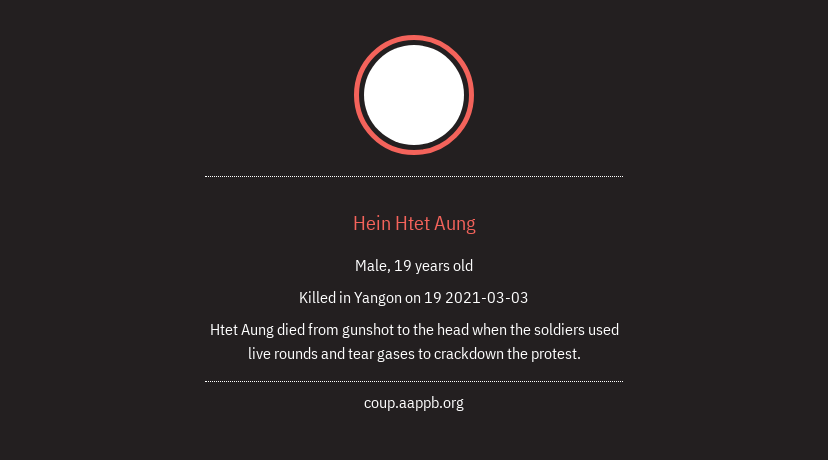 Hein Htet Aung
Male, 19 years old
Killed in Yangon on 19 2021-03-03
Htet Aung died from gunshot to the head when the soldiers used
live rounds and tear gases to crackdown the protest.
coup.aappb.org